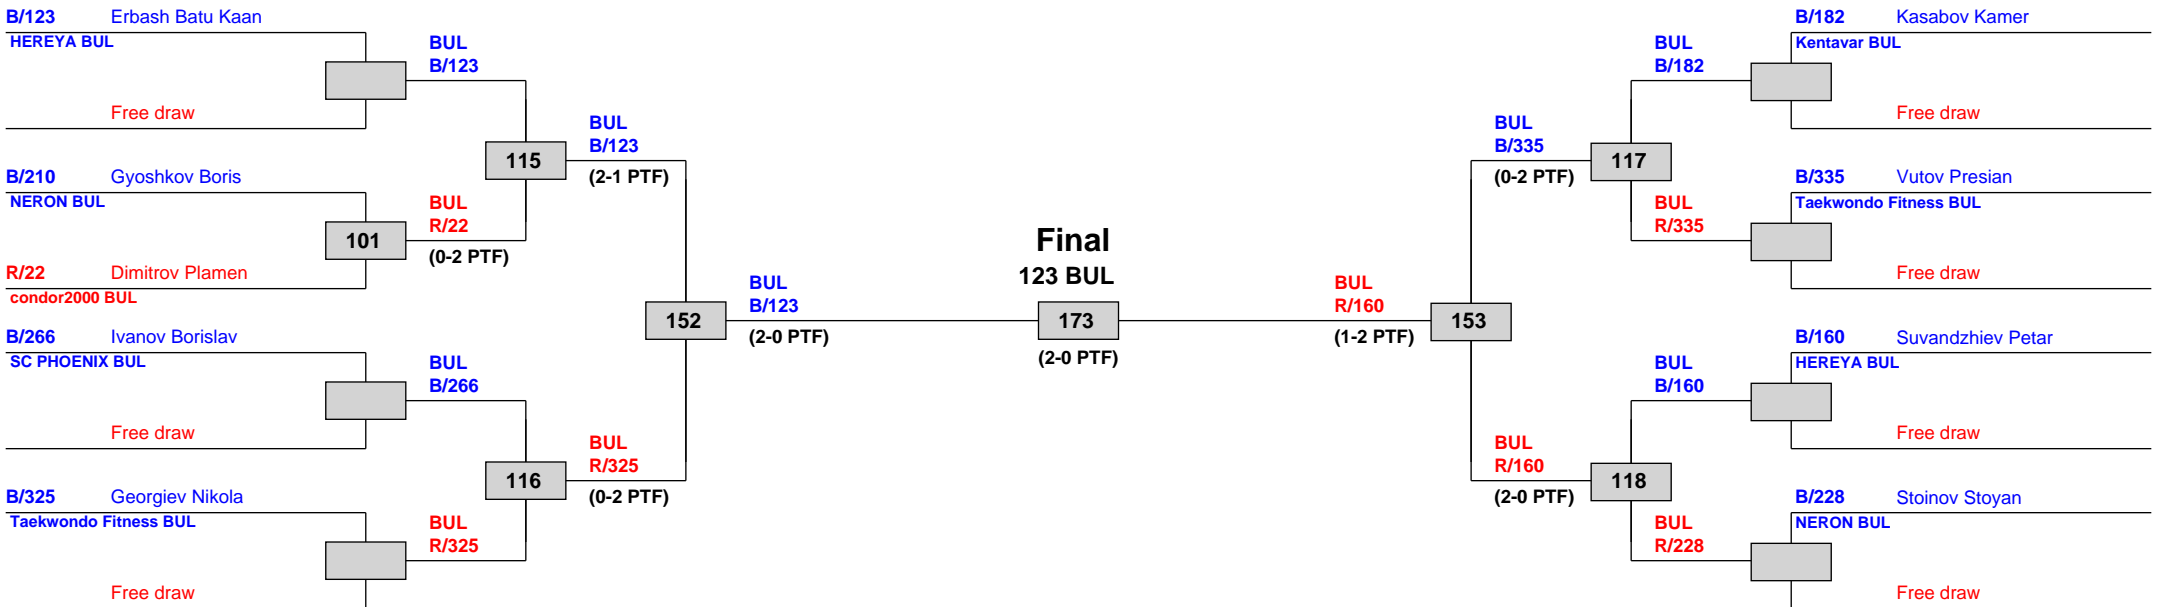 B/123 Erbash Batu Kaan
HEREYA BUL
Free draw
B/210 Gyoshkov Boris
NERON BUL
R/22 Dimitrov Plamen
condor2000 BUL
B/266 Ivanov Borislav
SC PHOENIX BUL
Free draw
B/325 Georgiev Nikola
Taekwondo Fitness BUL
Free draw
BUL
B/123
101
BUL
R/22
(0-2 PTF)
BUL
B/266
BUL
R/325
115
BUL
B/123
(2-1 PTF)
116
BUL
R/325
(0-2 PTF)
152
BUL
B/123
(2-0 PTF)
Final
123 BUL
173
(2-0 PTF)
BUL
R/160
(1-2 PTF)
153
BUL
B/335
(0-2 PTF)
117
BUL
R/160
(2-0 PTF)
118
BUL
B/182
BUL
R/335
BUL
B/160
BUL
R/228
B/182 Kasabov Kamer
Kentavar BUL
Free draw
B/335 Vutov Presian
Taekwondo Fitness BUL
Free draw
B/160 Suvandzhiev Petar
HEREYA BUL
Free draw
B/228 Stoinov Stoyan
NERON BUL
Free draw